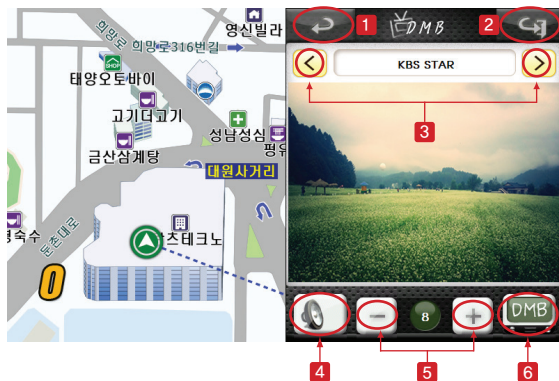 영신빌라
희망로
희망로316번길
태양오토바이
고기더고기
성남성심
금산삼계탕
평우
대원사거리
경숙수
둔촌대로
츠테크노
0
1
DMB
2
KBS STAR
3
8
DMB
4
5
6